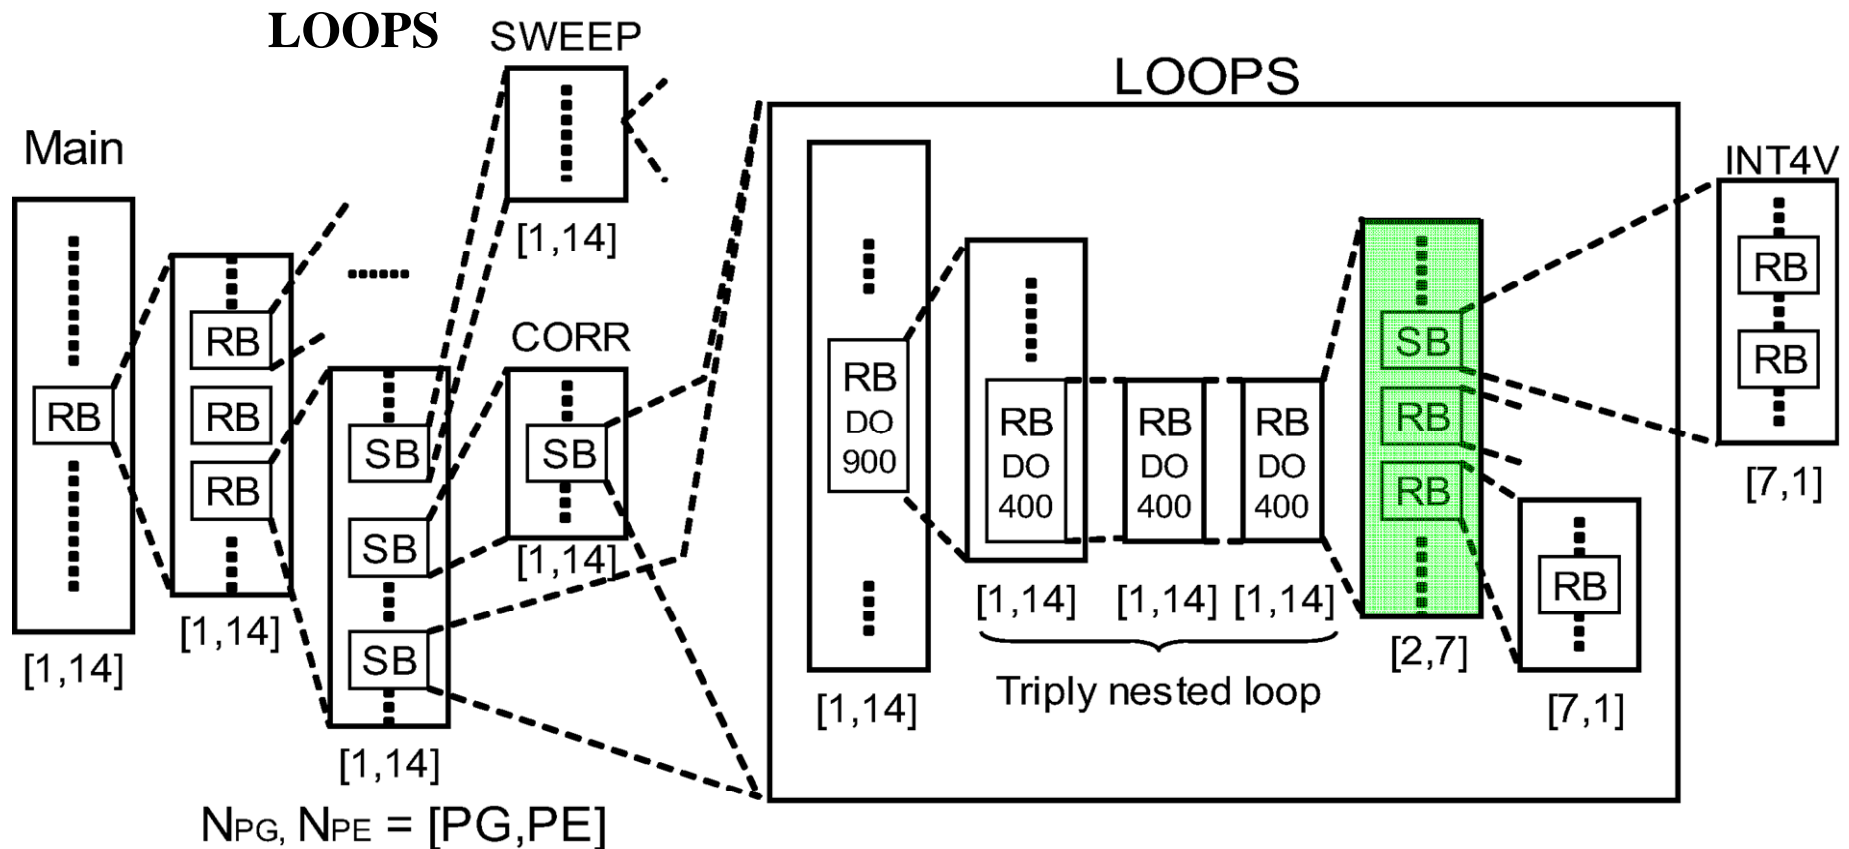 LOOPS
SWEEP
[1,14]
Main
RB
[1,14]
RB
RB
RB
[1,14]
SB
SB
SB
[1,14]
CORR
SB
[1,14]
NPG, NPE = [PG,PE]
LOOPS
RB
DO
900
[1,14]
RB
DO
400
[1,14]
RB
DO
400
[1,14]
RB
DO
400
[1,14]
Triply nested loop
SB
RB
RB
[2,7]
RB
[7,1]
INT4V
RB
RB
[7,1]